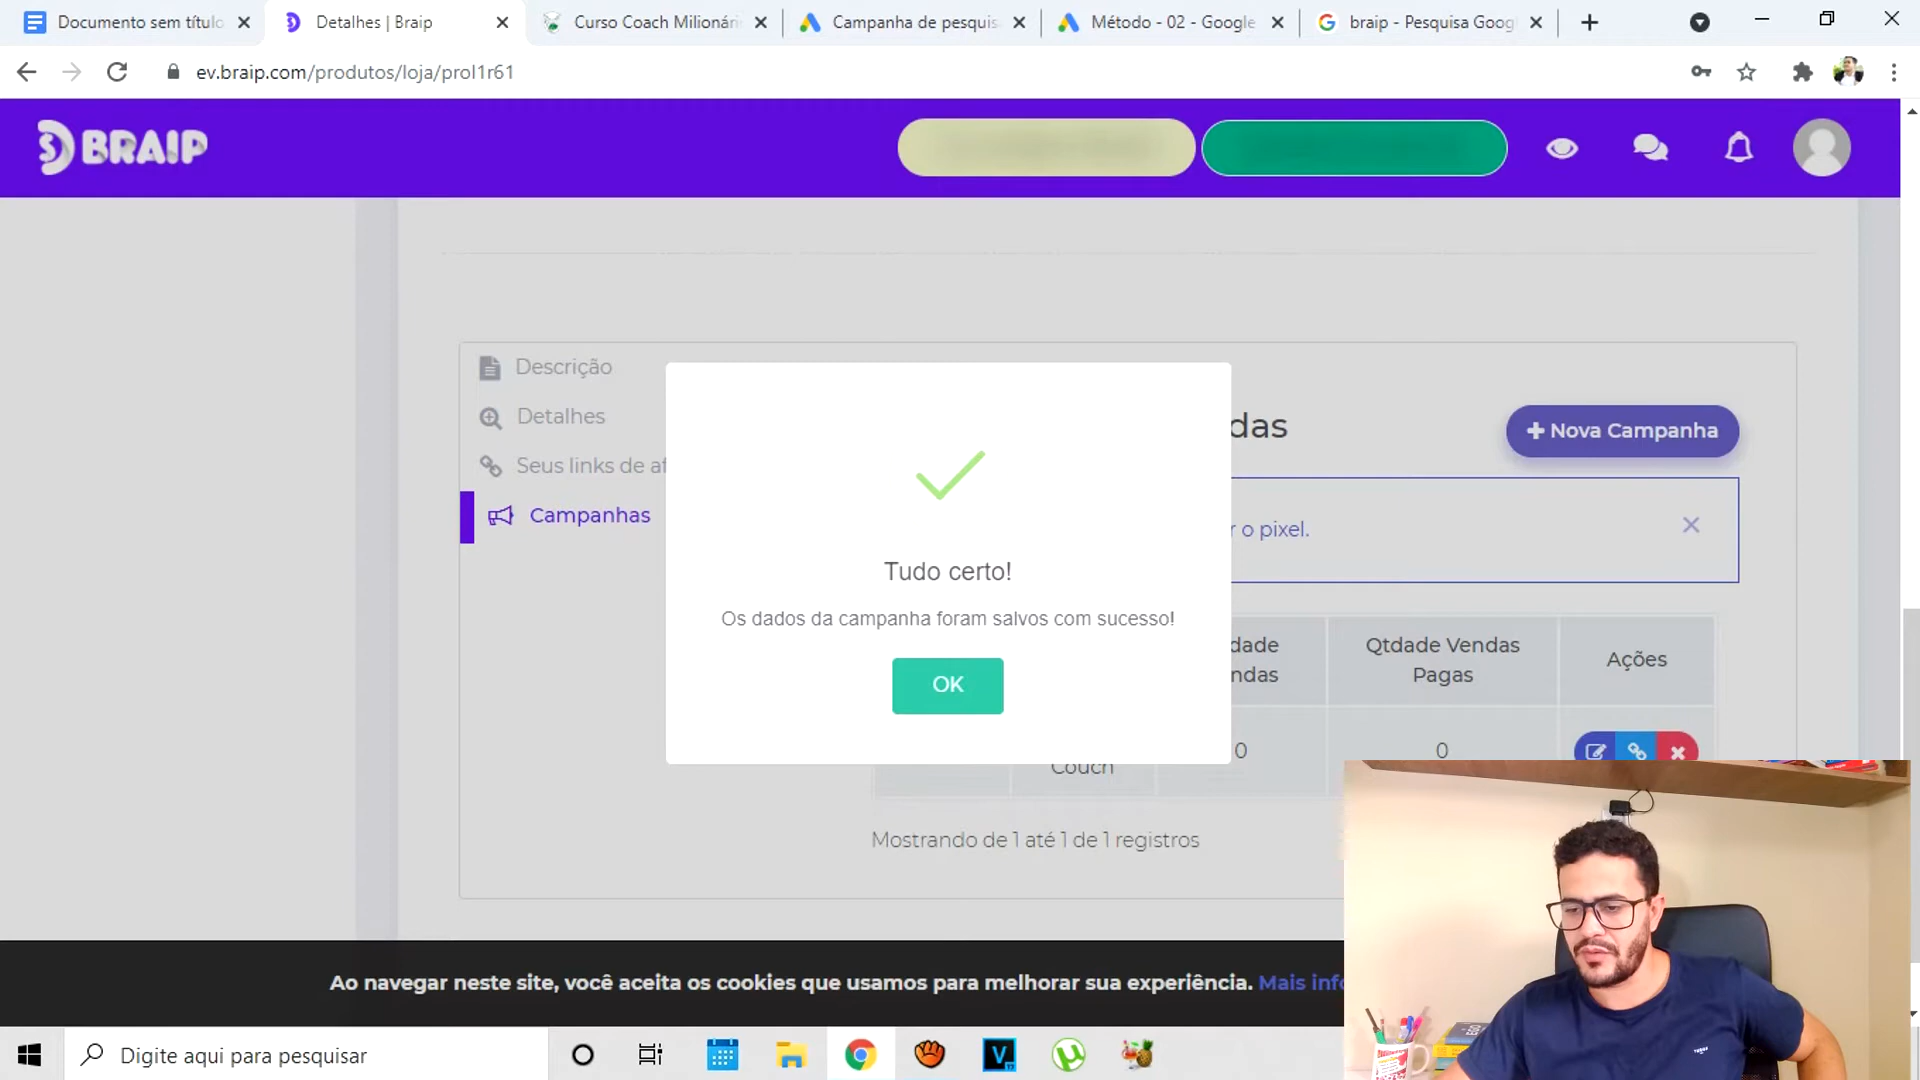 Documento sem título
Detalhes | Braip
Curso Coach Milionári
Campanha de pesquis
Método - 02 - Google
braip - Pesquisa Goog
ev.braip.com/produtos/loja/prol1r61
BRAIP
Descrição
Detalhes
Seus links de af
Campanhas
das
+ Nova Campanha
r o pixel.
Tudo certo!
Os dados da campanha foram salvos com sucesso!
OK
dade
ndas
Qtdade Vendas
Pagas
Ações
0
0
Couch
Mostrando de 1 até 1 de 1 registros
Ao navegar neste site, você aceita os cookies que usamos para melhorar sua experiência. Mais info
Digite aqui para pesquisar